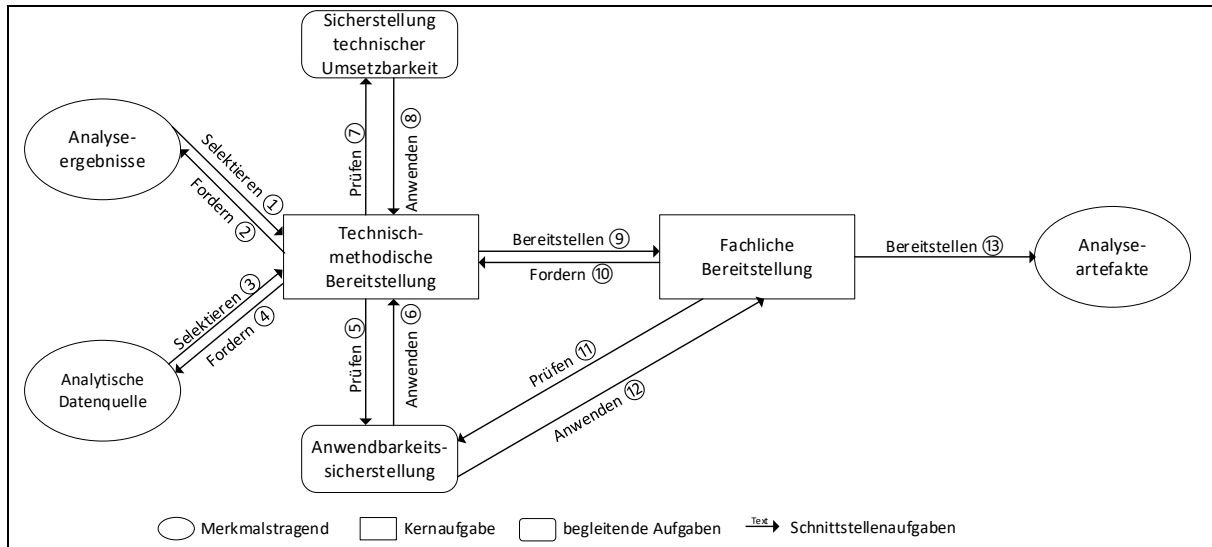 Sicherstellung
technischer
Umsetzbarkeit
Analyse-
ergebnisse
Selektieren ①
Fordern ②
Prüfen ⑦
Anwenden ⑧
Technisch-
methodische
Bereitstellung
Bereitstellen ⑨
Fordern ⑩
Fachliche
Bereitstellung
Bereitstellen ⑬
Analyse-
artefakte
Selektieren ③
Fordern ④
Analytische
Datenquelle
Prüfen ⑤
Anwenden ⑥
Prüfen ⑪
Anwenden ⑫
Anwendbarkeits-
sicherstellung
Merkmalstragend
Kernaufgabe
begleitende Aufgaben
Text
Schnittstellenaufgaben